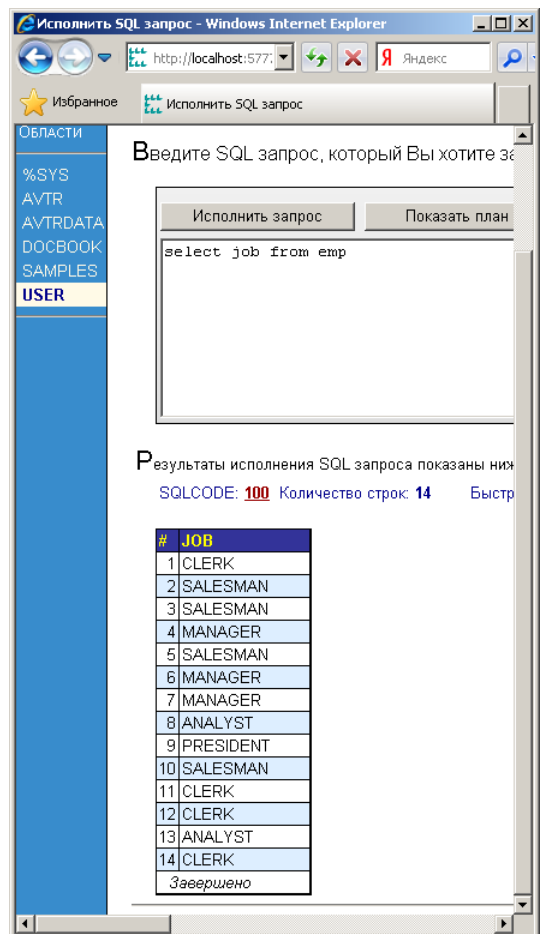 Исполнить SQL запрос - Windows Internet Explorer
http://localhost:577
Яндекс
Избранное
Исполнить SQL запрос
Области
%SYS
AVTR
AVTRDATA
DOCBOOK
SAMPLES
USER
Введите SQL запрос, который Вы хотите за
Исполнить запрос
Показать план
select job from emp
Результаты исполнения SQL запроса показаны ниж
SQLCODE: 100 Количество строк: 14 Быстр
# JOB
1 CLERK
2 SALESMAN
3 SALESMAN
4 MANAGER
5 SALESMAN
6 MANAGER
7 MANAGER
8 ANALYST
9 PRESIDENT
10 SALESMAN
11 CLERK
12 CLERK
13 ANALYST
14 CLERK
Завершено